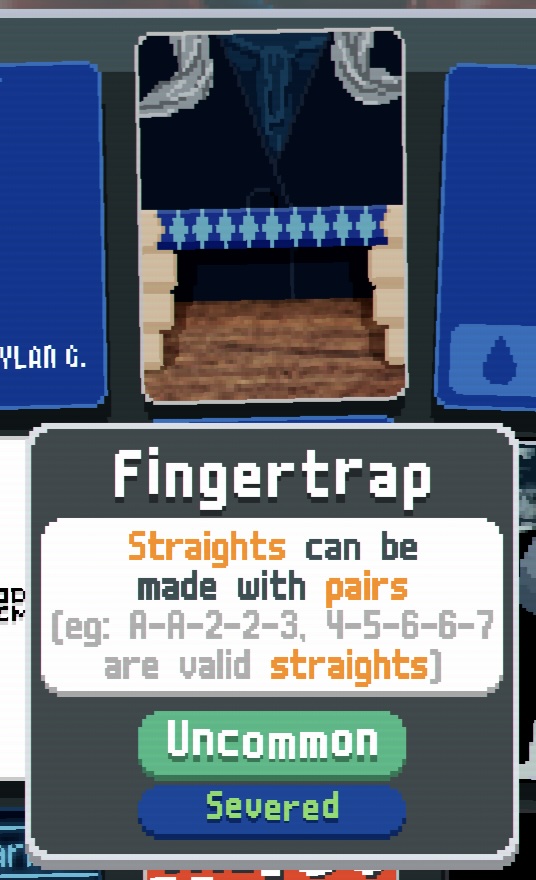 YLAN G.
Fingertrap
Straights can be
made with pairs
(eg: A-A-2-2-3, 4-5-6-6-7
are valid straights)
Uncommon
Severed